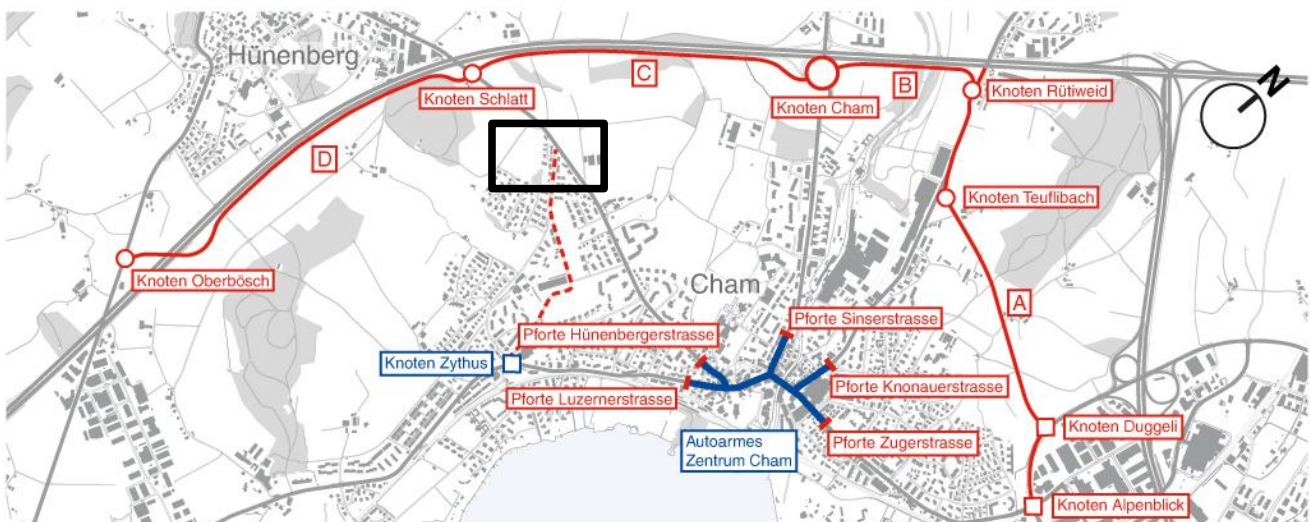 Hünenberg
Knoten Schlatt
C
Knoten Cham
B
Knoten Rütiweid
N
D
Knoten Teuflibach
Knoten Oberbösch
Cham
A
Pforte Hünenbergerstrasse
Pforte Sinserstrasse
Knoten Zythus
Pforte Knonauerstrasse
Pforte Luzernerstrasse
Autoarmes
Zentrum Cham
Pforte Zugerstrasse
Knoten Duggeli
Knoten Alpenblick